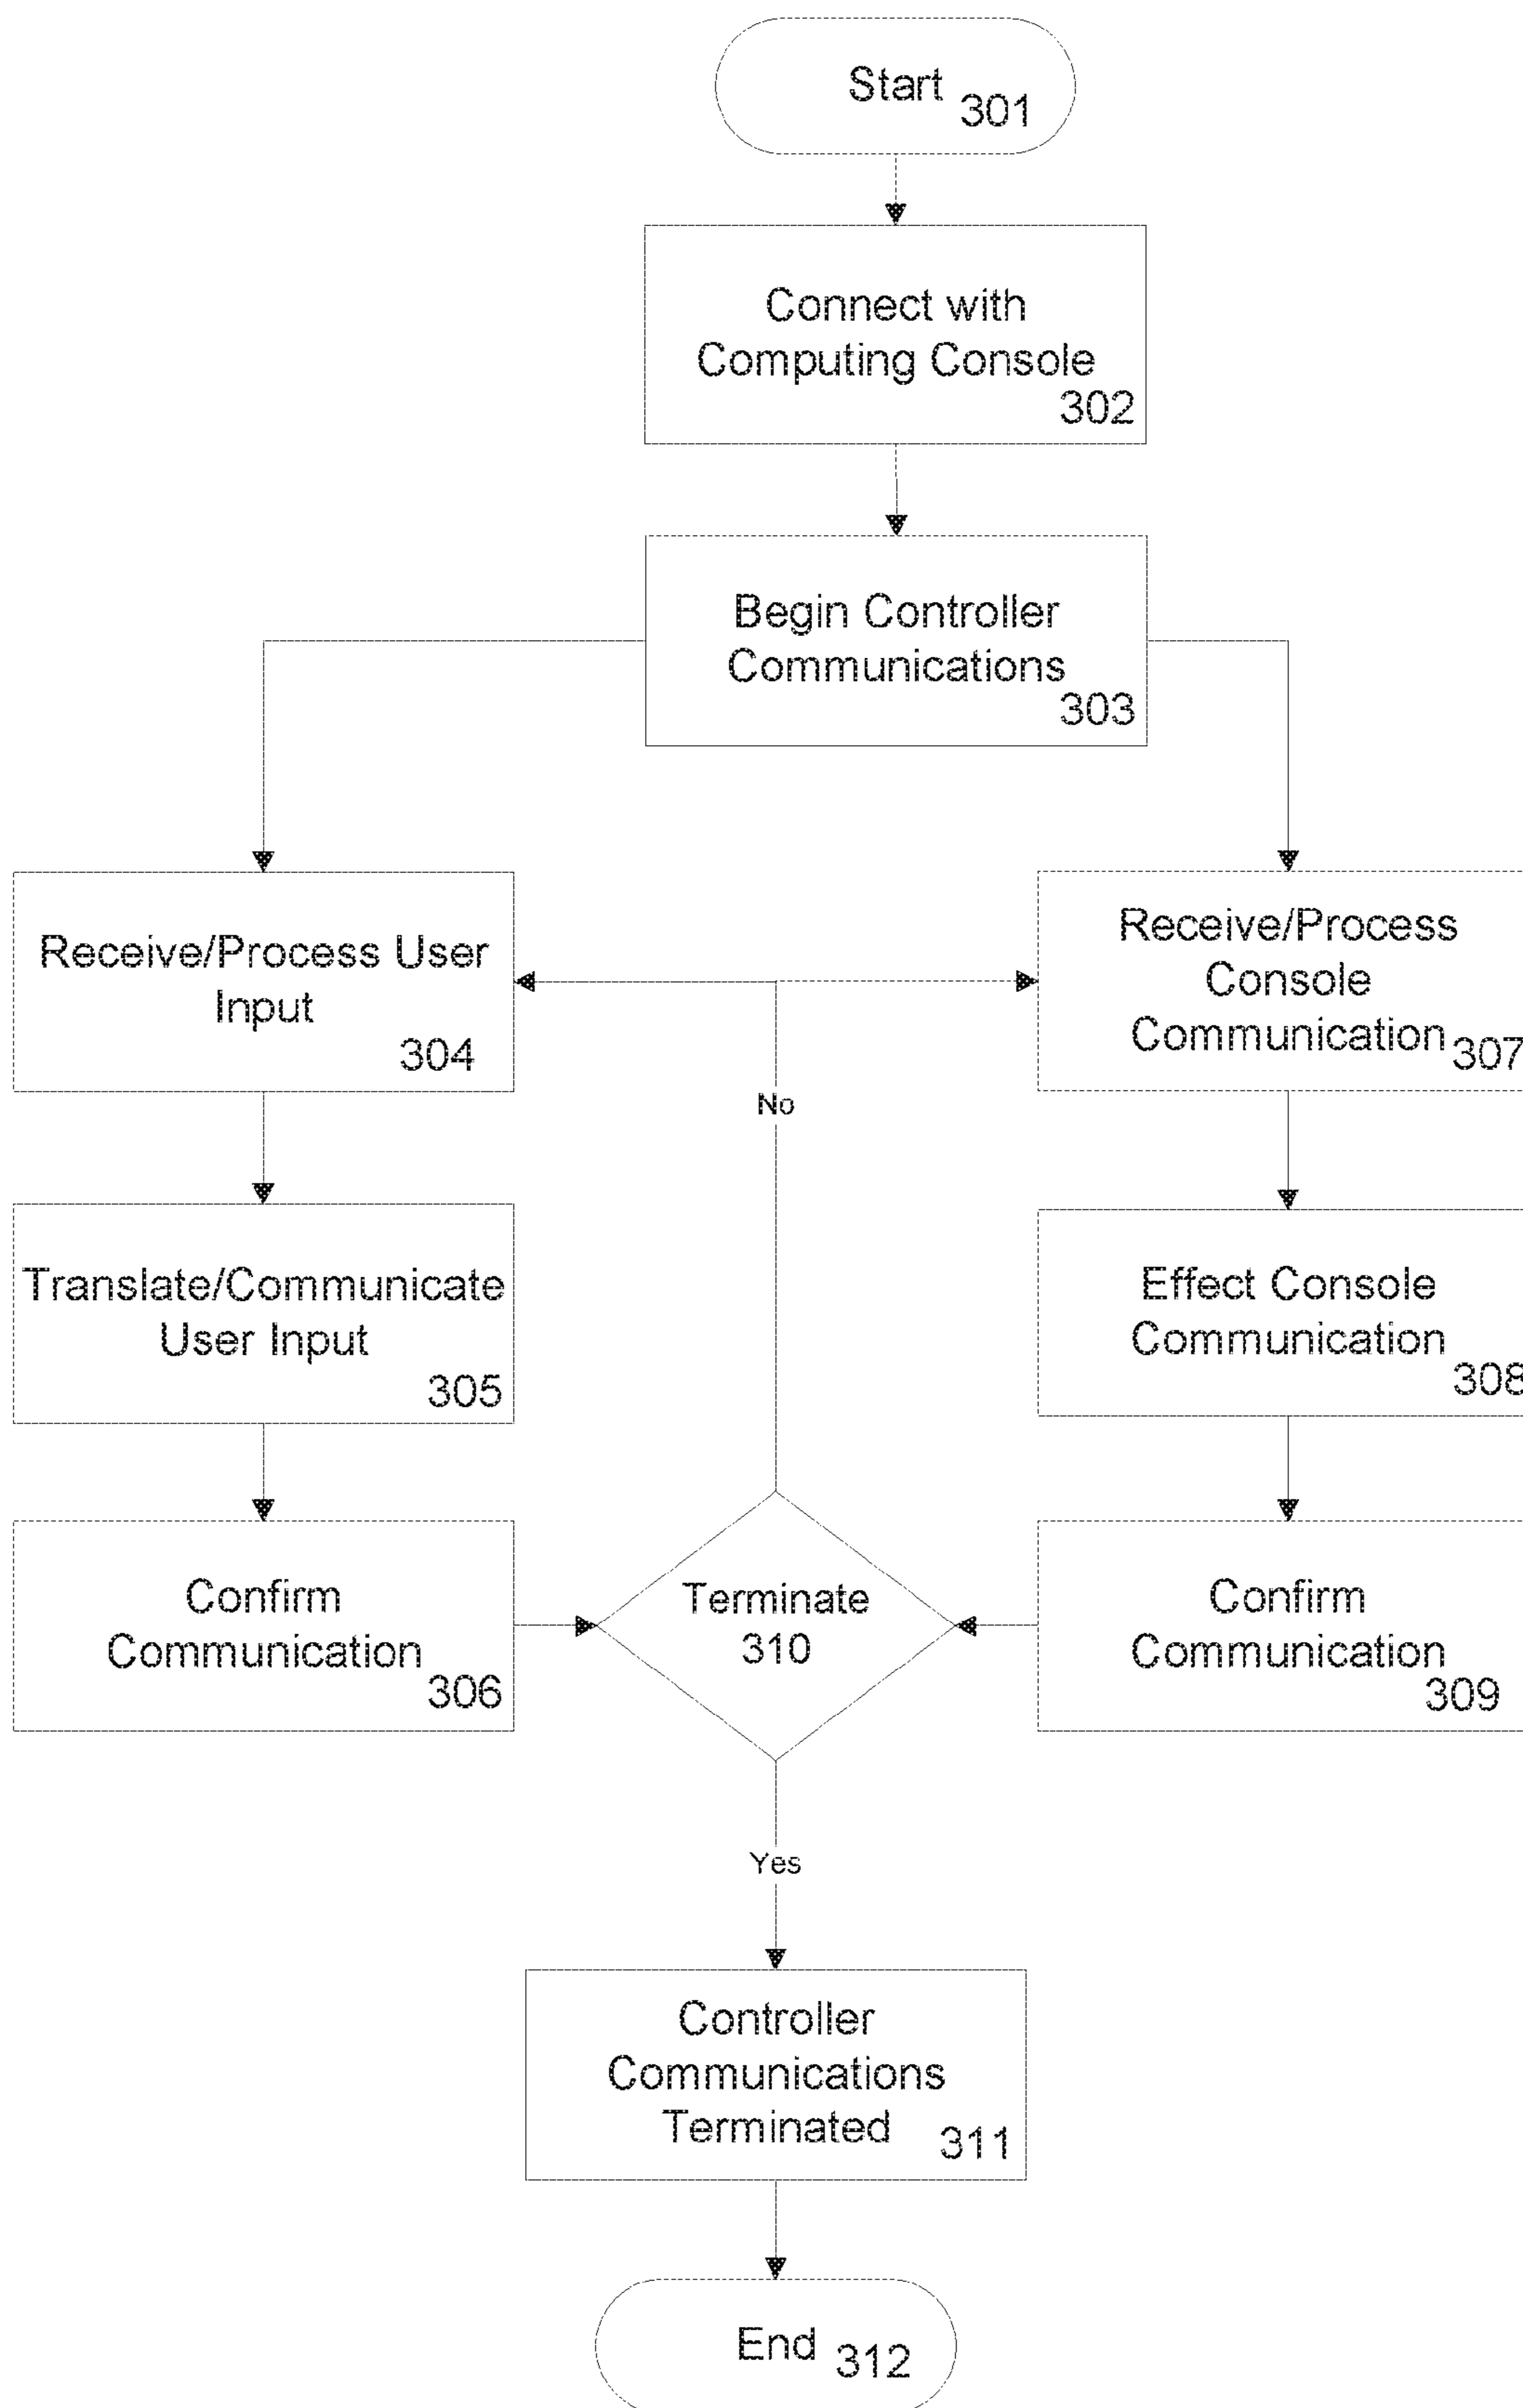 Start
301
Connect with
Computing Console
302
Begin Controller
Communications
303
Receive/Process User
Input
304
Receive/Process
Console
Communication
307
No
Translate/Communicate
User Input
305
Effect Console
Communication
308
Confirm
Communication
306
Terminate
310
Confirm
Communication
309
Yes
Controller
Communications
Terminated
311
End
312